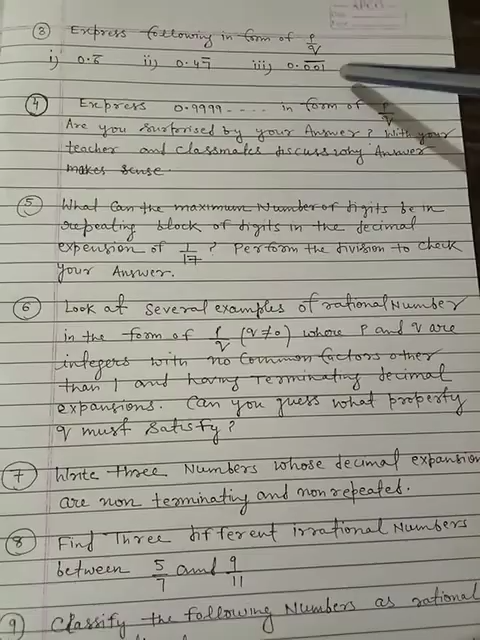 ③ Express following in form of p/q
i) 0.6̅ ii) 0.47̅ iii) 0.0̅0̅1̅
④ Express 0.9999..... in form of p/q
Are you surprised by your Answer? With your
teacher and classmates discuss why Answer
makes sense.
⑤ What Can the maximum Number of digits be in
repeating block of digits in the decimal
expension of 1/17 ? Perform the division to check
your Answer.
⑥ Look at several examples of rational Number
in the form of p/q (q≠0) where p and q are
integers with no Common factors other
than 1 and having terminating decimal
expansions. Can you guess what property
q must satisfy?
⑦ Write three Numbers whose decimal expansion
are non terminating and non repeated.
⑧ Find Three different irrational Numbers
between 5/7 and 9/11
⑨ Classify the following Numbers as rational